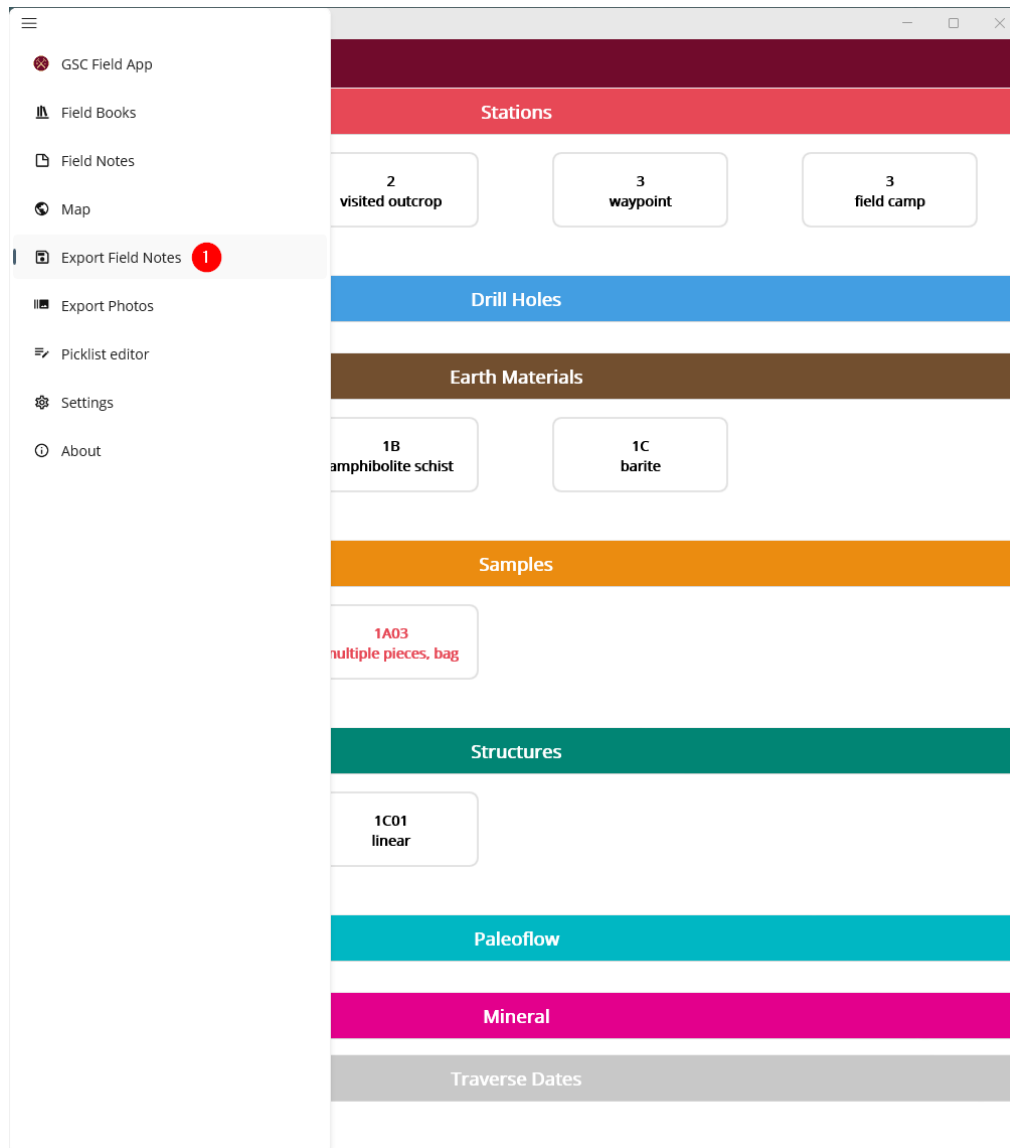 GSC Field App
Field Books
Field Notes
Map
Export Field Notes 1
Export Photos
Picklist editor
Settings
About
Stations
2
visited outcrop
3
waypoint
3
field camp
Drill Holes
Earth Materials
1B
amphibolite schist
1C
barite
Samples
1A03
multiple pieces, bag
Structures
1C01
linear
Paleoflow
Mineral
Traverse Dates